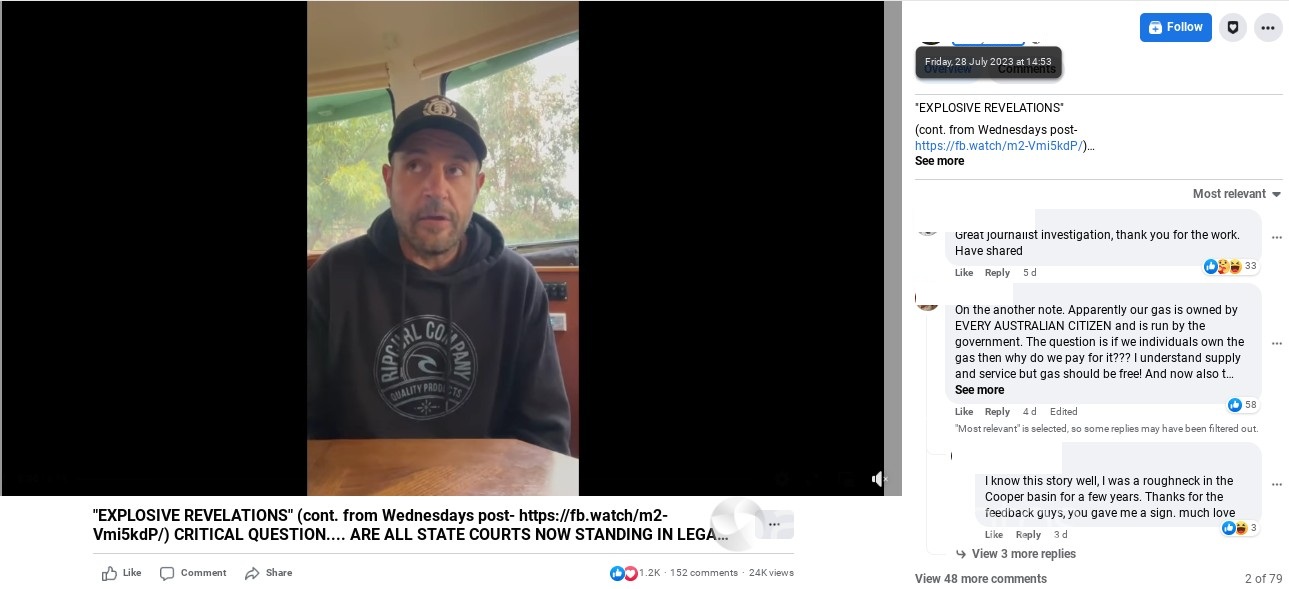 RIPCURL COMPANY
QUALITY PRODUCTS
"EXPLOSIVE REVELATIONS" (cont. from Wednesdays post- https://fb.watch/m2-
Vmi5kdP/) CRITICAL QUESTION.... ARE ALL STATE COURTS NOW STANDING IN LEGA...
Like
Comment
Share
1.2K · 152 comments · 24K views
Follow
Friday, 28 July 2023 at 14:53
Overview
Comments
"EXPLOSIVE REVELATIONS"
(cont. from Wednesdays post-
https://fb.watch/m2-Vmi5kdP/)...
See more
Most relevant
Great journalist investigation, thank you for the work.
Have shared
33
Like Reply 5 d
On the another note. Apparently our gas is owned by
EVERY AUSTRALIAN CITIZEN and is run by the
government. The question is if we individuals own the
gas then why do we pay for it??? I understand supply
and service but gas should be free! And now also t...
See more
58
Like Reply 4 d Edited
"Most relevant" is selected, so some replies may have been filtered out.
I know this story well, I was a roughneck in the
Cooper basin for a few years. Thanks for the
feedback guys, you gave me a sign. much love
3
Like Reply 3 d
View 3 more replies
View 48 more comments
2 of 79